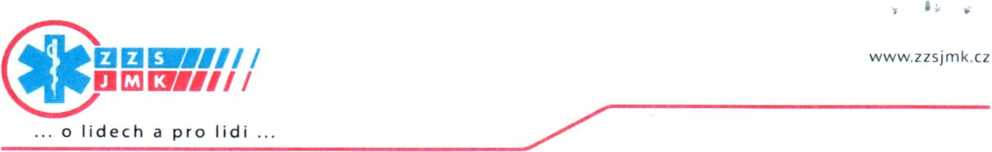 www.zzsjmk.cz
ZZS
JMK
... o lidech a pro lidi ...